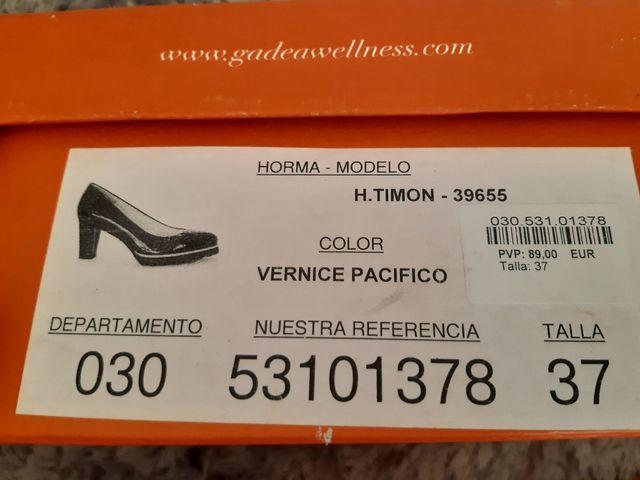 www.gadeawellness.com
HORMA - MODELO
H.TIMON - 39655
COLOR
VERNICE PACIFICO
030.531.01378
PVP: 89,00 EUR
Talla: 37
DEPARTAMENTO NUESTRA REFERENCIA TALLA
030 53101378 37